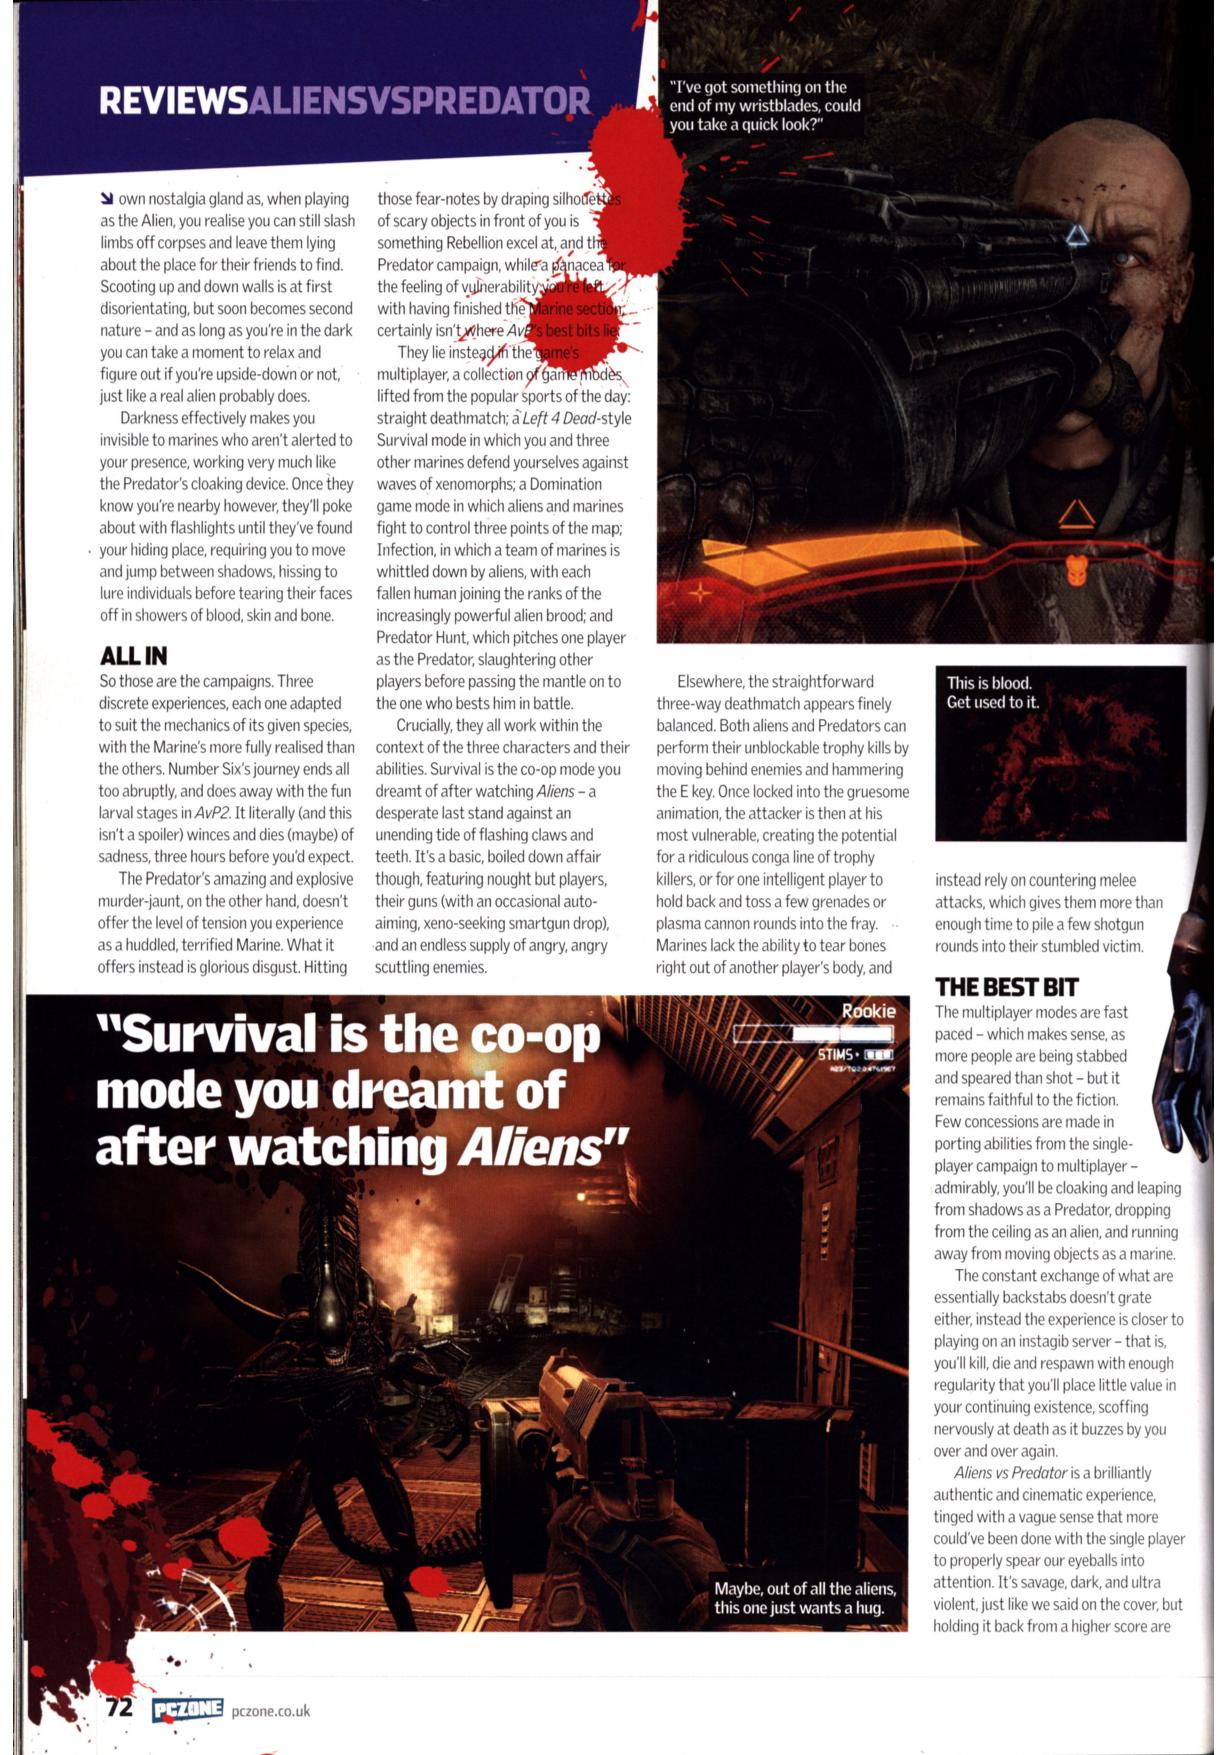 REVIEWSALIENSVSPREDATOR
"I've got something on the
end of my wristblades, could
you take a quick look?"
own nostalgia gland as, when playing
as the Alien, you realise you can still slash
limbs off corpses and leave them lying
about the place for their friends to find.
Scooting up and down walls is at first
disorientating, but soon becomes second
nature – and as long as you're in the dark
you can take a moment to relax and
figure out if you're upside-down or not,
just like a real alien probably does.
Darkness effectively makes you
invisible to marines who aren't alerted to
your presence, working very much like
the Predator's cloaking device. Once they
know you're nearby however, they'll poke
about with flashlights until they've found
your hiding place, requiring you to move
and jump between shadows, hissing to
lure individuals before tearing their faces
off in showers of blood, skin and bone.
ALL IN
So those are the campaigns. Three
discrete experiences, each one adapted
to suit the mechanics of its given species,
with the Marine's more fully realised than
the others. Number Six's journey ends all
too abruptly, and does away with the fun
larval stages in AvP2. It literally (and this
isn't a spoiler) winces and dies (maybe) of
sadness, three hours before you'd expect.
The Predator's amazing and explosive
murder-jaunt, on the other hand, doesn't
offer the level of tension you experience
as a huddled, terrified Marine. What it
offers instead is glorious disgust. Hitting
those fear-notes by draping silhouettes
of scary objects in front of you is
something Rebellion excel at, and the
Predator campaign, while a panacea for
the feeling of vulnerability you're left
with having finished the Marine section,
certainly isn't where AvP's best bits lie.
They lie instead in the game's
multiplayer, a collection of game modes
lifted from the popular sports of the day:
straight deathmatch; a Left 4 Dead-style
Survival mode in which you and three
other marines defend yourselves against
waves of xenomorphs; a Domination
game mode in which aliens and marines
fight to control three points of the map;
Infection, in which a team of marines is
whittled down by aliens, with each
fallen human joining the ranks of the
increasingly powerful alien brood; and
Predator Hunt, which pitches one player
as the Predator, slaughtering other
players before passing the mantle on to
the one who bests him in battle.
Crucially, they all work within the
context of the three characters and their
abilities. Survival is the co-op mode you
dreamt of after watching Aliens – a
desperate last stand against an
unending tide of flashing claws and
teeth. It's a basic, boiled down affair
though, featuring nought but players,
their guns (with an occasional auto-
aiming, xeno-seeking smartgun drop),
and an endless supply of angry, angry
scuttling enemies.
Elsewhere, the straightforward
three-way deathmatch appears finely
balanced. Both aliens and Predators can
perform their unblockable trophy kills by
moving behind enemies and hammering
the E key. Once locked into the gruesome
animation, the attacker is then at his
most vulnerable, creating the potential
for a ridiculous conga line of trophy
killers, or for one intelligent player to
hold back and toss a few grenades or
plasma cannon rounds into the fray.
Marines lack the ability to tear bones
right out of another player's body, and
This is blood.
Get used to it.
instead rely on countering melee
attacks, which gives them more than
enough time to pile a few shotgun
rounds into their stumbled victim.
THE BEST BIT
The multiplayer modes are fast
paced – which makes sense, as
more people are being stabbed
and speared than shot – but it
remains faithful to the fiction.
Few concessions are made in
porting abilities from the single-
player campaign to multiplayer –
admirably, you'll be cloaking and leaping
from shadows as a Predator, dropping
from the ceiling as an alien, and running
away from moving objects as a marine.
The constant exchange of what are
essentially backstabs doesn't grate
either, instead the experience is closer to
playing on an instagib server – that is,
you'll kill, die and respawn with enough
regularity that you'll place little value in
your continuing existence, scoffing
nervously at death as it buzzes by you
over and over again.
Aliens vs Predator is a brilliantly
authentic and cinematic experience,
tinged with a vague sense that more
could've been done with the single player
to properly spear our eyeballs into
attention. It's savage, dark, and ultra
violent, just like we said on the cover, but
holding it back from a higher score are
"Survival is the co-op
mode you dreamt of
after watching Aliens"
Rookie
STIMS
Maybe, out of all the aliens,
this one just wants a hug.
72 PCZONE pczone.co.uk